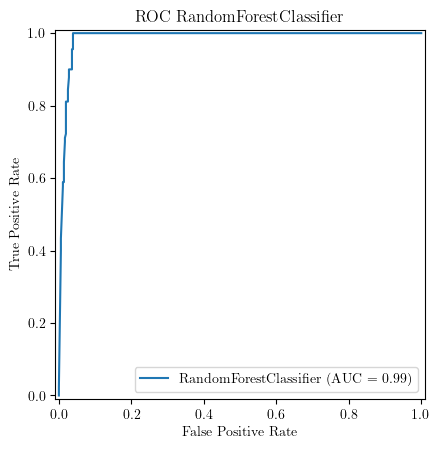 ROC RandomForestClassifier
1.0
0.8
0.6
0.4
0.2
0.0
True Positive Rate
RandomForestClassifier (AUC = 0.99)
0.0 0.2 0.4 0.6 0.8 1.0
False Positive Rate